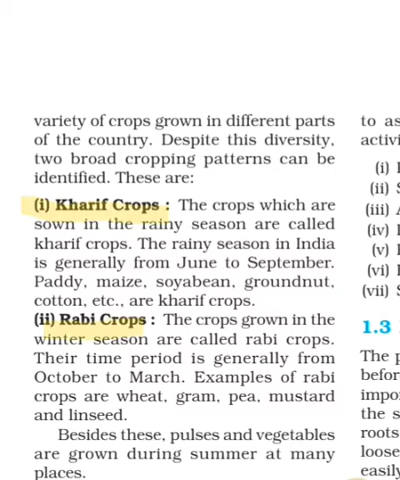 variety of crops grown in different parts
of the country. Despite this diversity,
two broad cropping patterns can be
identified. These are:
(i) Kharif Crops : The crops which are
sown in the rainy season are called
kharif crops. The rainy season in India
is generally from June to September.
Paddy, maize, soyabean, groundnut,
cotton, etc., are kharif crops.
(ii) Rabi Crops : The crops grown in the
winter season are called rabi crops.
Their time period is generally from
October to March. Examples of rabi
crops are wheat, gram, pea, mustard
and linseed.
Besides these, pulses and vegetables
are grown during summer at many
places.
to as
activi
(i)
(ii) S
(iii)
(iv)
(v)
(vi)
(vii) S
1.3
The p
befor
impor
the s
roots
loose
easily